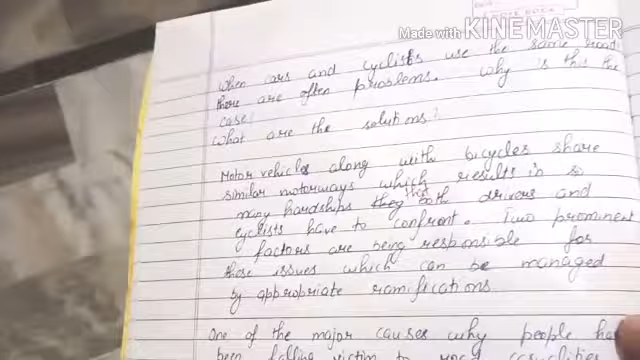 Made with KINEMASTER
When cars and cyclists use the same road
there are often problems. Why is this the
case?
What are the solutions?
Motor vehicles along with bicycles share
similar motorways which results in so
many hardships that both drivers and
cyclists have to confront. Two prominent
factors are being responsible for
these issues which can be managed
by appropriate ramifications.
One of the major causes why people ha
been falling victim to road casualties